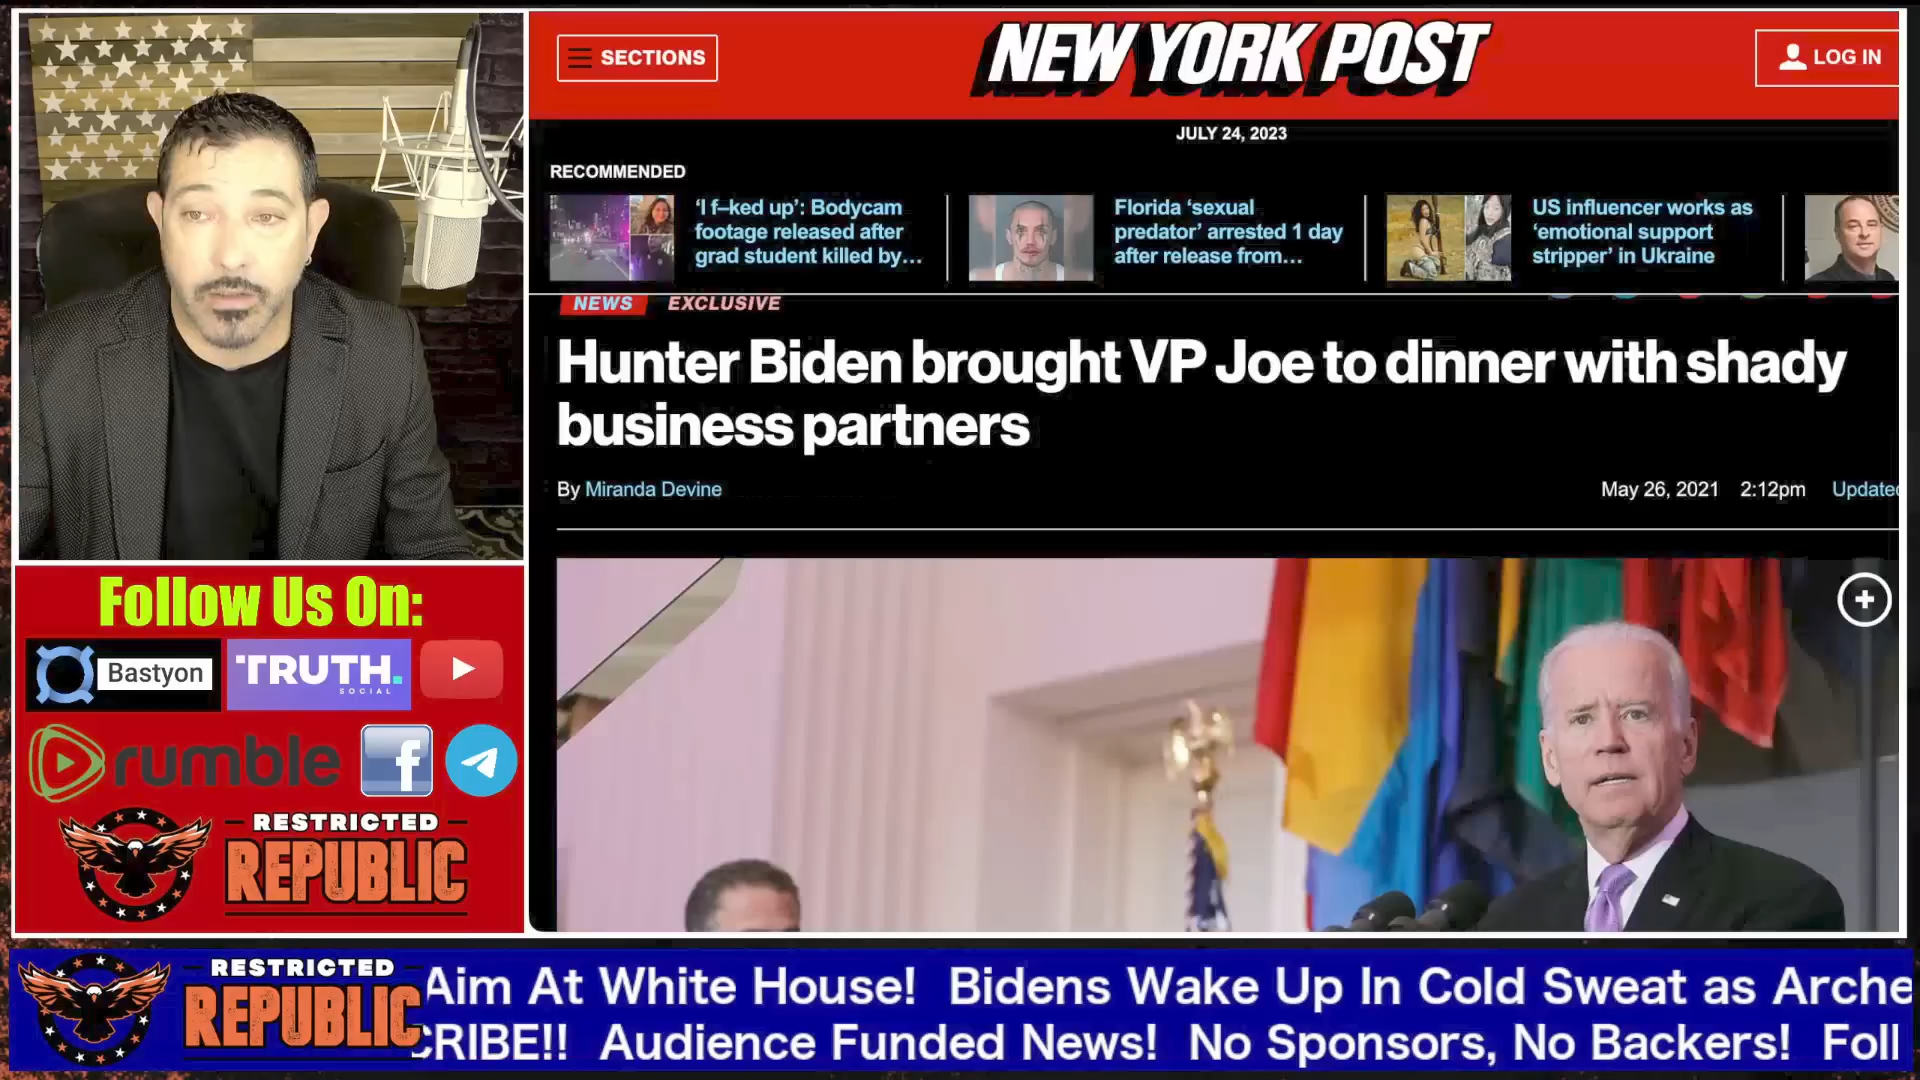 SECTIONS
NEW YORK POST
LOG IN
JULY 24, 2023
RECOMMENDED
‘I f–ked up’: Bodycam
footage released after
grad student killed by...
Florida ‘sexual
predator’ arrested 1 day
after release from...
US influencer works as
‘emotional support
stripper’ in Ukraine
NEWS EXCLUSIVE
Hunter Biden brought VP Joe to dinner with shady
business partners
By Miranda Devine
May 26, 2021 2:12pm Updated
Follow Us On:
Bastyon
TRUTH.
SOCIAL
rumble
f
RESTRICTED
REPUBLIC
RESTRICTED
REPUBLIC
Aim At White House! Bidens Wake Up In Cold Sweat as Arche
CRIBE!! Audience Funded News! No Sponsors, No Backers! Foll